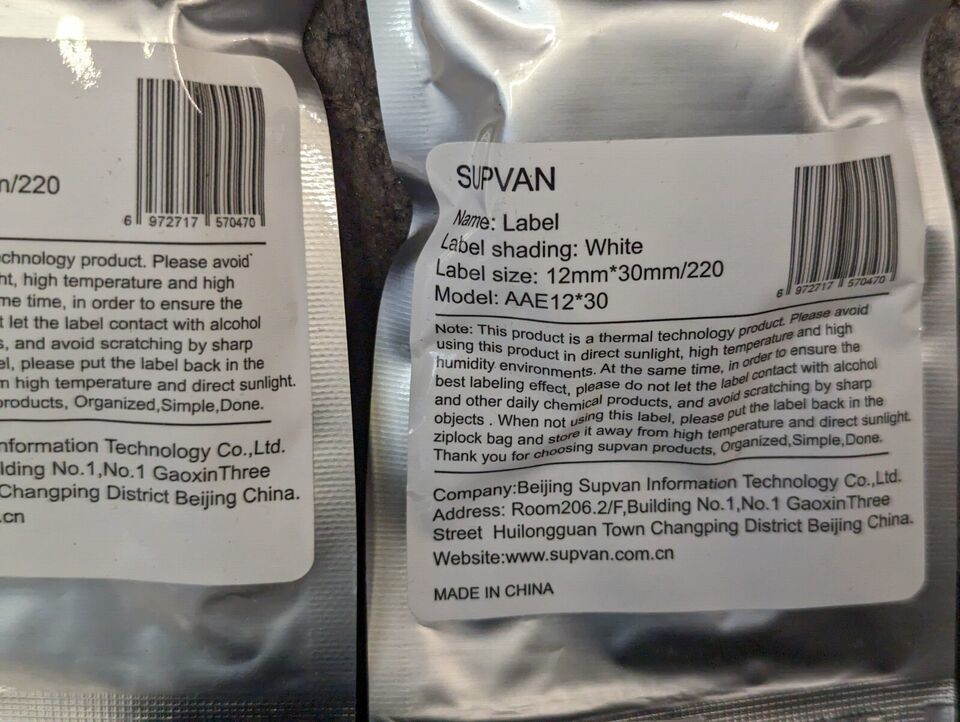 n/220
6 972717 570470
chnology product. Please avoid
ht, high temperature and high
me time, in order to ensure the
t let the label contact with alcohol
s, and avoid scratching by sharp
el, please put the label back in the
n high temperature and direct sunlight.
products, Organized,Simple,Done.
nformation Technology Co.,Ltd.
lding No.1,No.1 GaoxinThree
Changping District Beijing China.
.cn
SUPVAN
Name: Label
Label shading: White
Label size: 12mm*30mm/220
Model: AAE12*30
6 972717 570470
Note: This product is a thermal technology product. Please avoid
using this product in direct sunlight, high temperature and high
humidity environments. At the same time, in order to ensure the
best labeling effect, please do not let the label contact with alcohol
and other daily chemical products, and avoid scratching by sharp
objects . When not using this label, please put the label back in the
ziplock bag and store it away from high temperature and direct sunlight.
Thank you for choosing supvan products, Organized,Simple,Done.
Company:Beijing Supvan Information Technology Co.,Ltd.
Address: Room206.2/F,Building No.1,No.1 GaoxinThree
Street Huilongguan Town Changping District Beijing China.
Website:www.supvan.com.cn
MADE IN CHINA